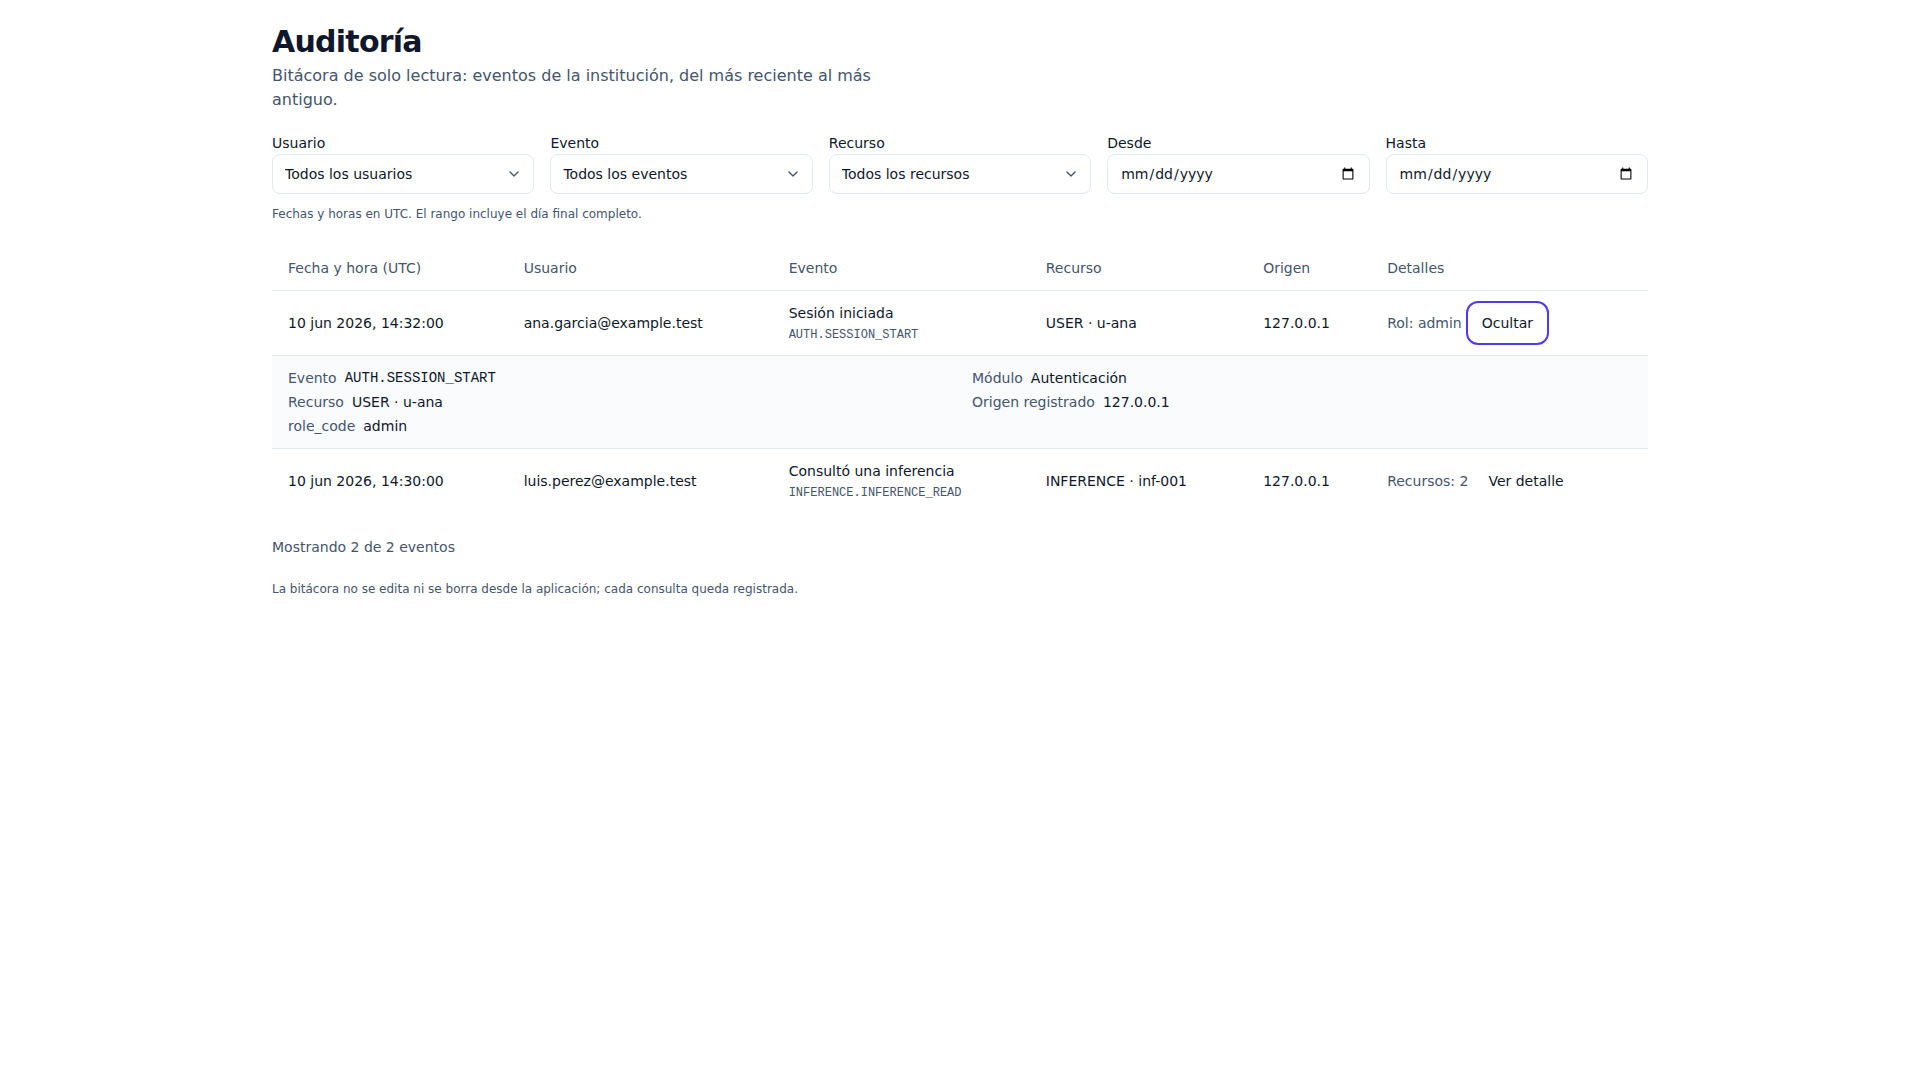 Auditoría
Bitácora de solo lectura: eventos de la institución, del más reciente al más
antiguo.
Usuario Evento Recurso Desde Hasta
Todos los usuarios Todos los eventos Todos los recursos mm/dd/yyyy mm/dd/yyyy
Fechas y horas en UTC. El rango incluye el día final completo.
Fecha y hora (UTC) Usuario Evento Recurso Origen Detalles
10 jun 2026, 14:32:00 ana.garcia@example.test Sesión iniciada USER · u-ana 127.0.0.1 Rol: admin Ocultar
AUTH.SESSION_START
Evento AUTH.SESSION_START Módulo Autenticación
Recurso USER · u-ana Origen registrado 127.0.0.1
role_code admin
10 jun 2026, 14:30:00 luis.perez@example.test Consultó una inferencia INFERENCE · inf-001 127.0.0.1 Recursos: 2 Ver detalle
INFERENCE.INFERENCE_READ
Mostrando 2 de 2 eventos
La bitácora no se edita ni se borra desde la aplicación; cada consulta queda registrada.